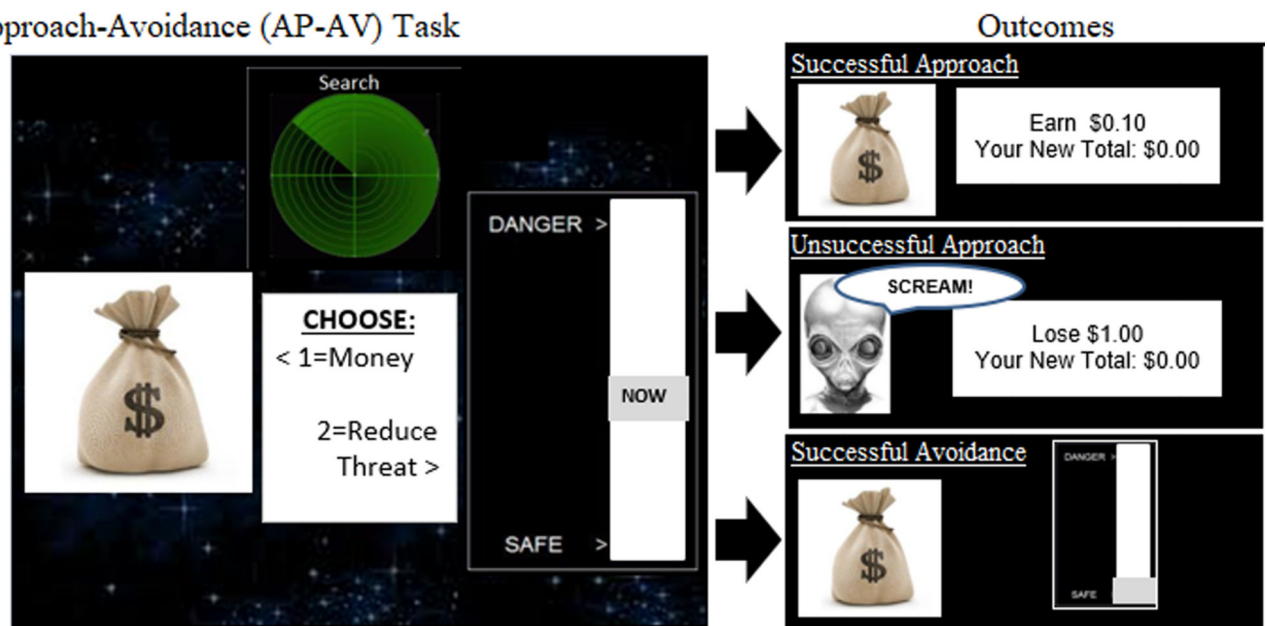 pproach-Avoidance (AP-AV) Task
Search
DANGER >
CHOOSE:
< 1=Money
2=Reduce
Threat >
NOW
SAFE >
$
Outcomes
Successful Approach
$
Earn $0.10
Your New Total: $0.00
Unsuccessful Approach
SCREAM!
Lose $1.00
Your New Total: $0.00
Successful Avoidance
$
DANGER >
SAFE